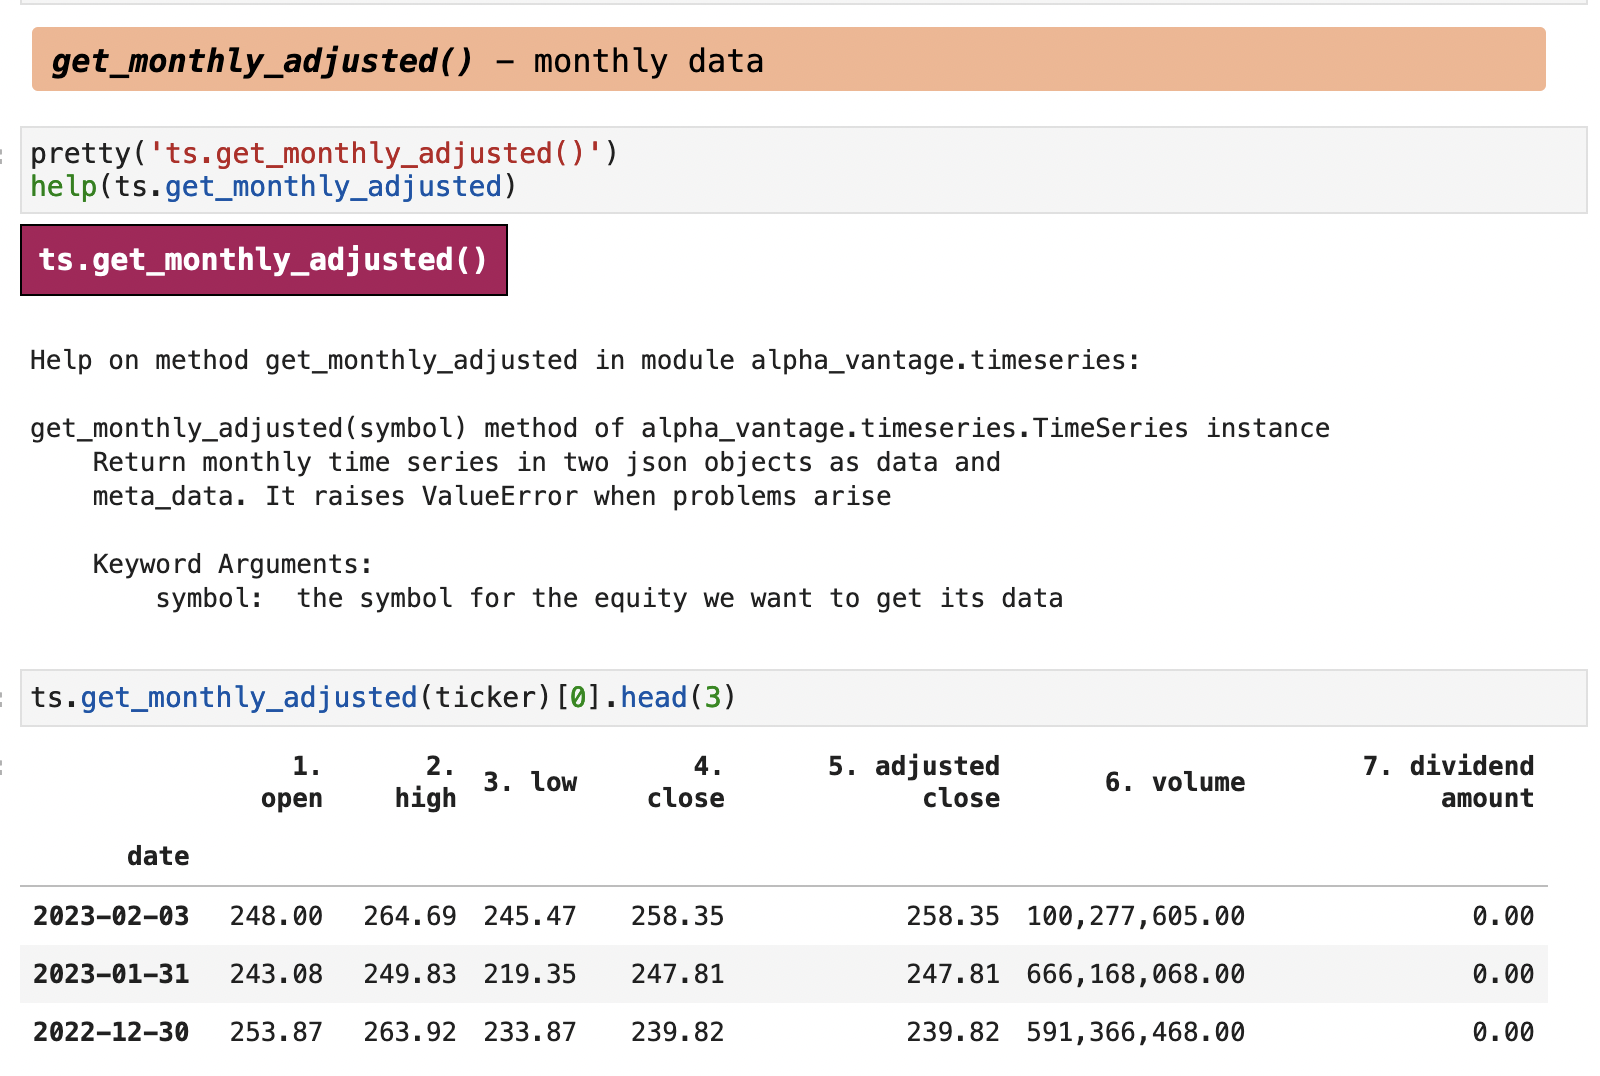 get_monthly_adjusted() – monthly data
pretty('ts.get_monthly_adjusted()')
help(ts.get_monthly_adjusted)
ts.get_monthly_adjusted()
Help on method get_monthly_adjusted in module alpha_vantage.timeseries:
get_monthly_adjusted(symbol) method of alpha_vantage.timeseries.TimeSeries instance
Return monthly time series in two json objects as data and
meta_data. It raises ValueError when problems arise
Keyword Arguments:
symbol:  the symbol for the equity we want to get its data
ts.get_monthly_adjusted(ticker)[0].head(3)
1. open 2. high 3. low 4. close 5. adjusted close 6. volume 7. dividend amount
date
2023-02-03 248.00 264.69 245.47 258.35 258.35 100,277,605.00 0.00
2023-01-31 243.08 249.83 219.35 247.81 247.81 666,168,068.00 0.00
2022-12-30 253.87 263.92 233.87 239.82 239.82 591,366,468.00 0.00